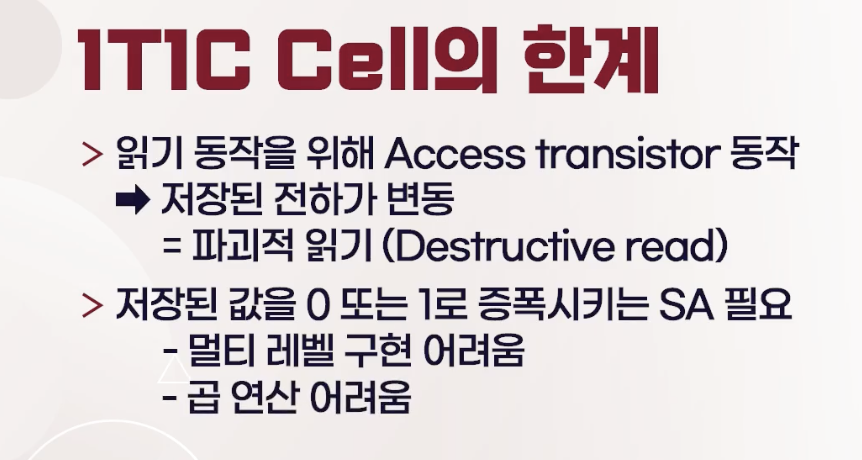 1T1C Cell의 한계
> 읽기 동작을 위해 Access transistor 동작
➡ 저장된 전하가 변동
= 파괴적 읽기 (Destructive read)
> 저장된 값을 0 또는 1로 증폭시키는 SA 필요
- 멀티 레벨 구현 어려움
- 곱 연산 어려움